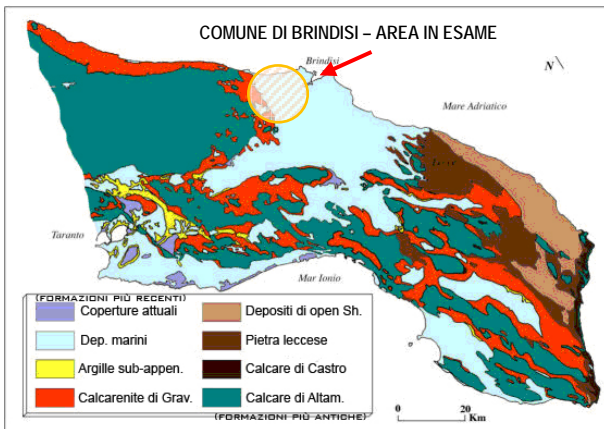 COMUNE DI BRINDISI – AREA IN ESAME
Brindisi
N
Mare Adriatico
Lecce
Taranto
Mar Ionio
(FORMAZIONI PIÙ RECENTI)
Coperture attuali
Depositi di open Sh.
Dep. marini
Pietra leccese
Argille sub-appen.
Calcare di Castro
Calcarenite di Grav.
Calcare di Altam.
(FORMAZIONI PIÙ ANTICHE)
0 20
Km